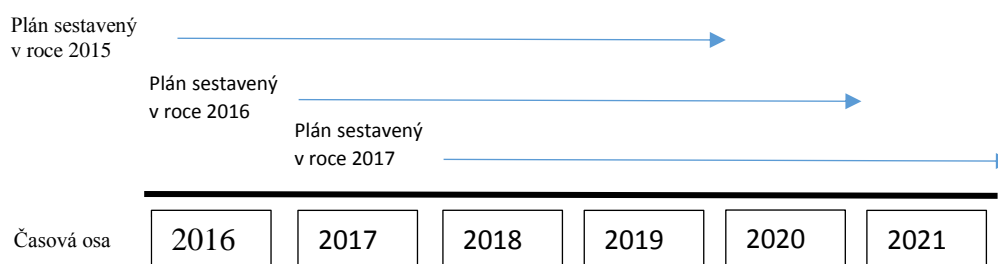 Plán sestavený
v roce 2015
Plán sestavený
v roce 2016
Plán sestavený
v roce 2017
Časová osa 2016 2017 2018 2019 2020 2021